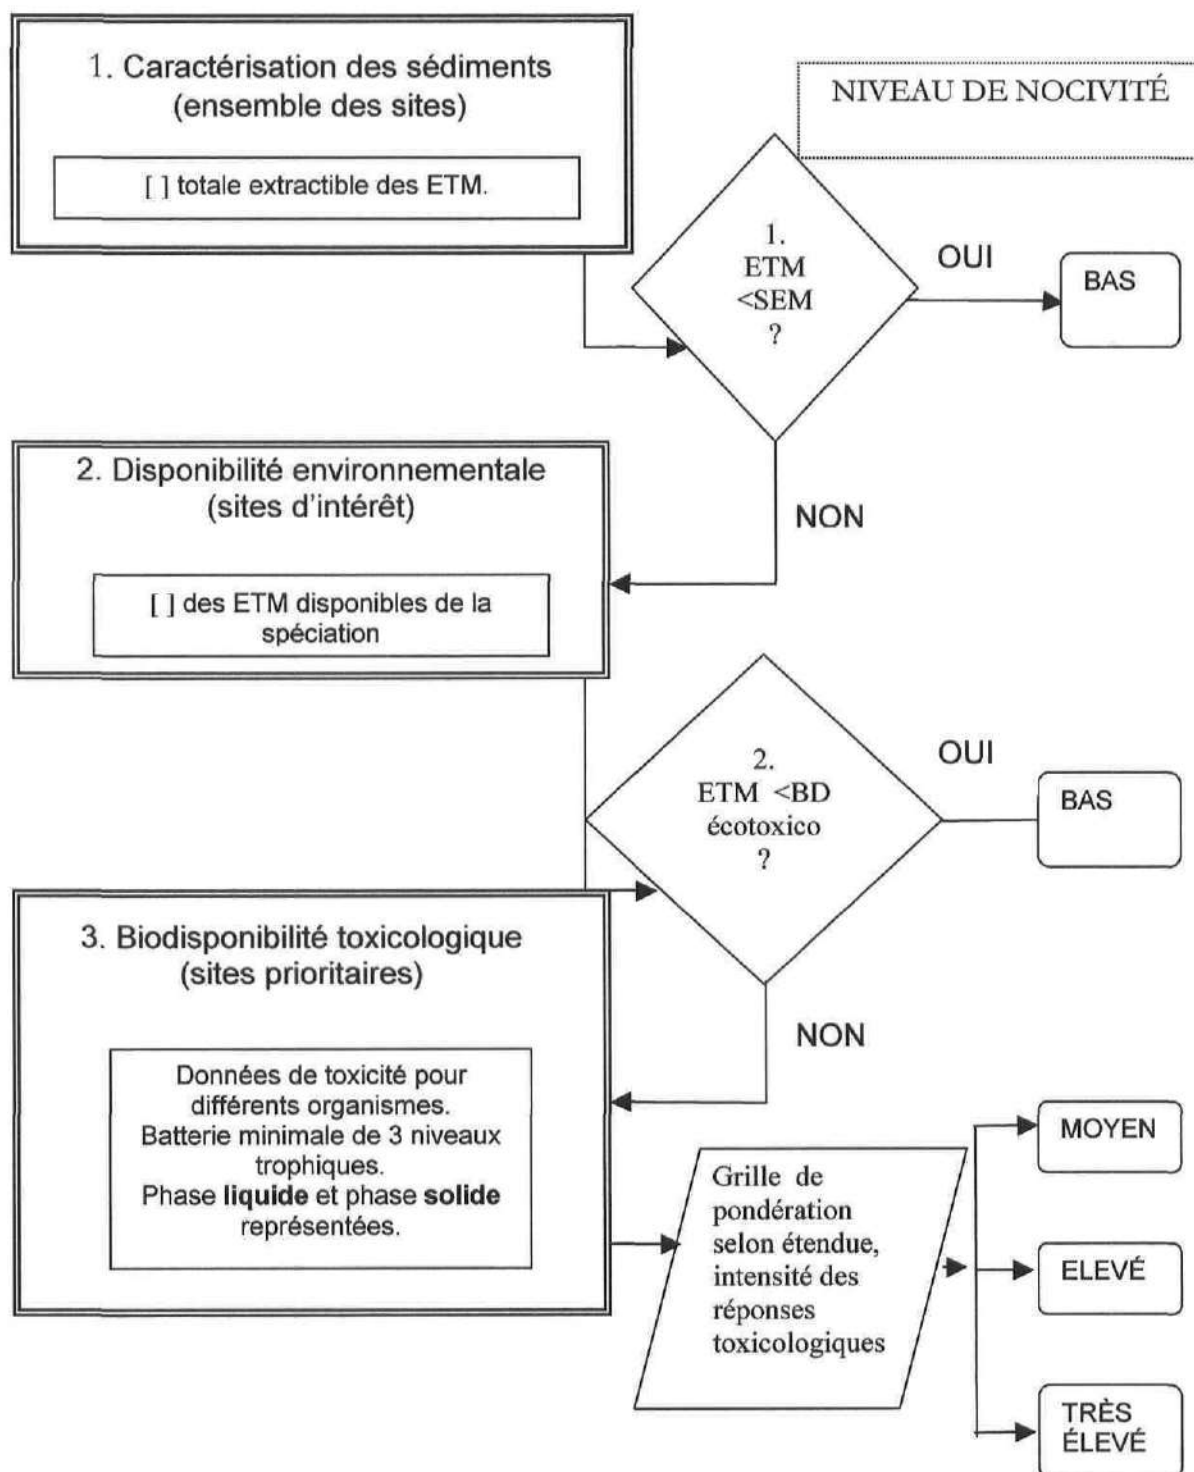 1. Caractérisation des sédiments
(ensemble des sites)
[ ] totale extractible des ETM.
NIVEAU DE NOCIVITÉ
1.
ETM
<SEM
?
OUI
BAS
NON
2. Disponibilité environnementale
(sites d'intérêt)
[ ] des ETM disponibles de la
spéciation
2.
ETM <BD
écotoxico
?
OUI
BAS
NON
3. Biodisponibilité toxicologique
(sites prioritaires)
Données de toxicité pour
différents organismes.
Batterie minimale de 3 niveaux
trophiques.
Phase liquide et phase solide
représentées.
Grille de
pondération
selon étendue,
intensité des
réponses
toxicologiques
MOYEN
ELEVÉ
TRÈS
ÉLEVÉ